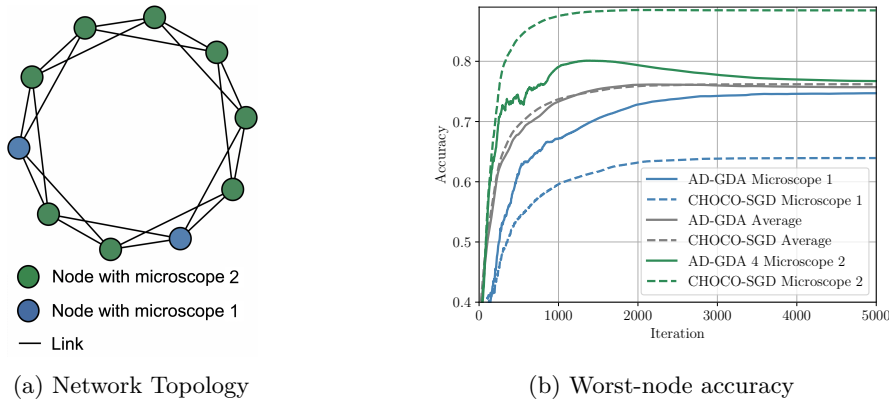 Node with microscope 2
Node with microscope 1
Link
(a) Network Topology
Accuracy
0.8
0.7
0.6
0.5
0.4
AD-GDA Microscope 1
CHOCO-SGD Microscope 1
AD-GDA Average
CHOCO-SGD Average
AD-GDA 4 Microscope 2
CHOCO-SGD Microscope 2
0 1000 2000 3000 4000 5000
Iteration
(b) Worst-node accuracy